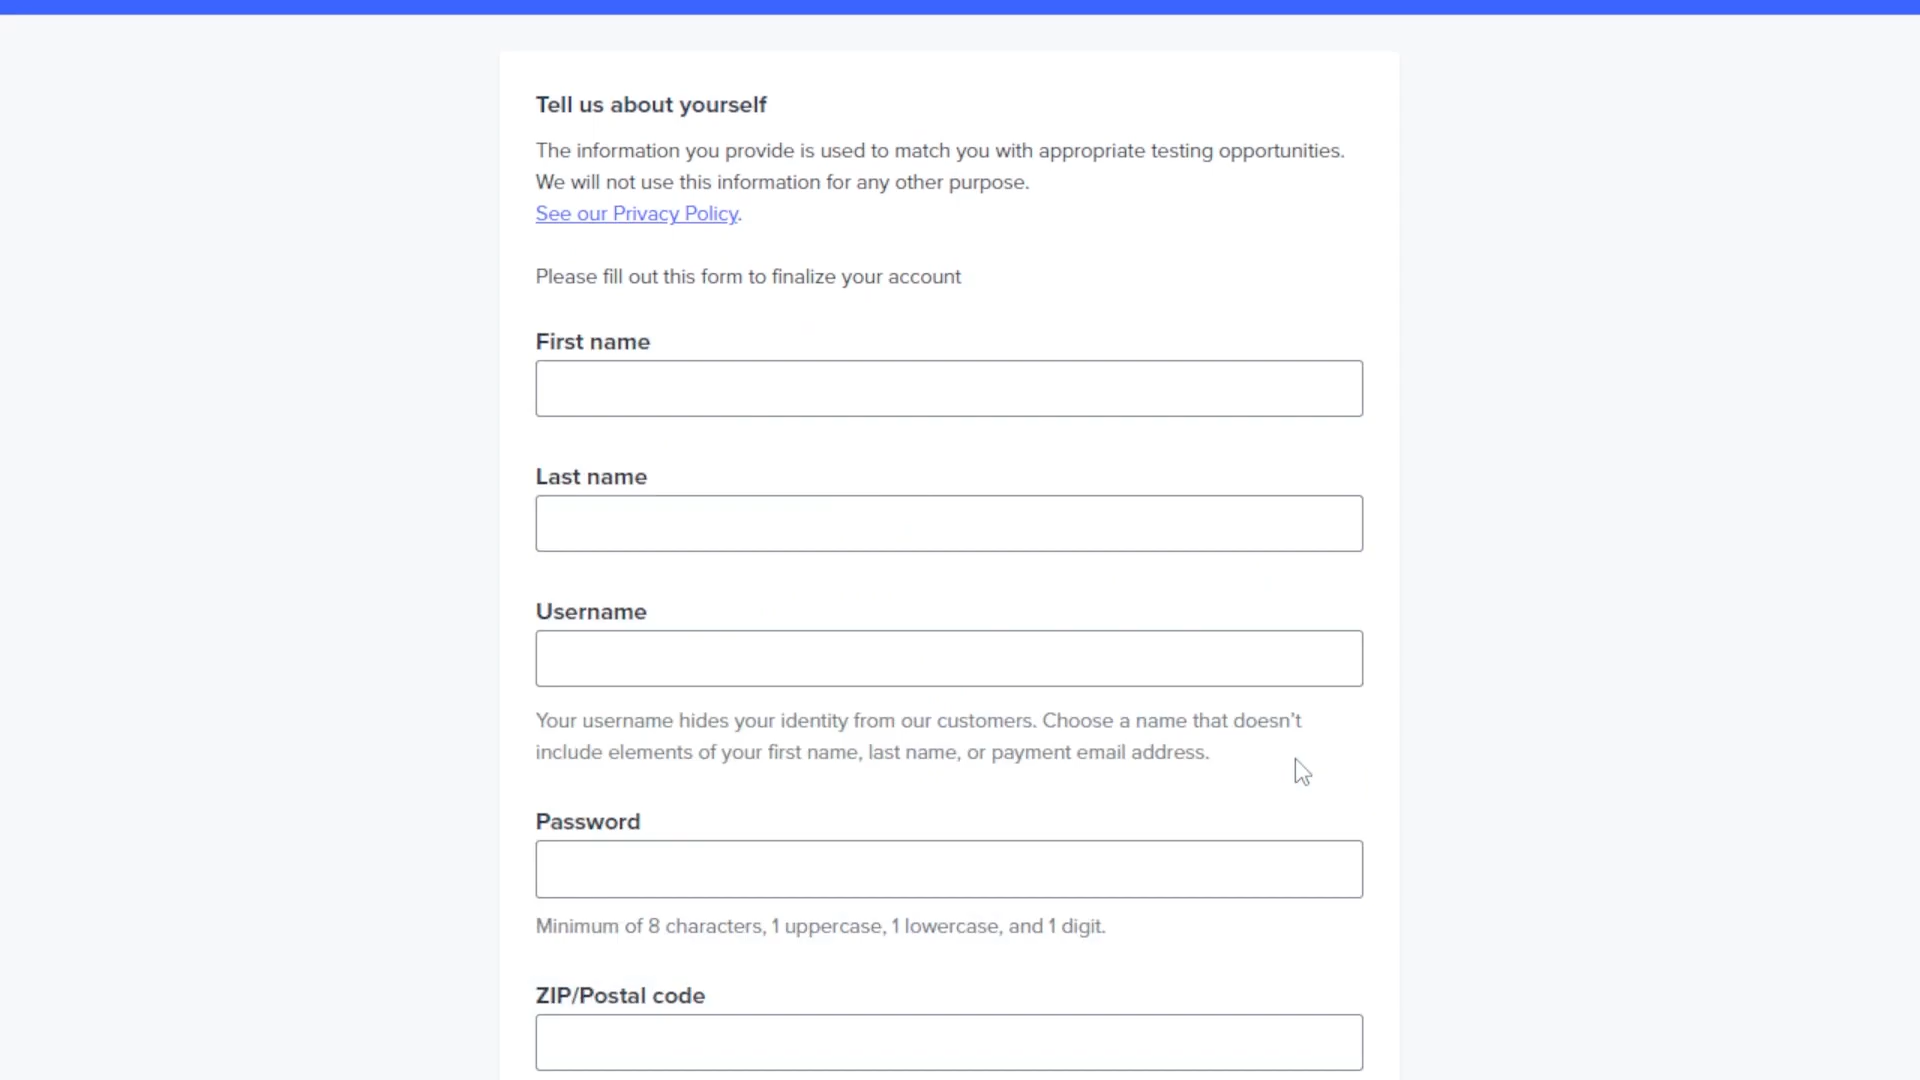 Tell us about yourself
The information you provide is used to match you with appropriate testing opportunities.
We will not use this information for any other purpose.
See our Privacy Policy.
Please fill out this form to finalize your account
First name
Last name
Username
Your username hides your identity from our customers. Choose a name that doesn’t
include elements of your first name, last name, or payment email address.
Password
Minimum of 8 characters, 1 uppercase, 1 lowercase, and 1 digit.
ZIP/Postal code